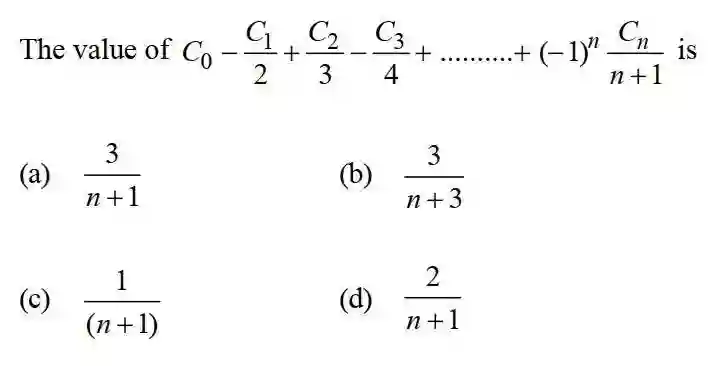 The value of C₀ − C₁/2 + C₂/3 − C₃/4 + ..........+ (−1)ⁿ Cₙ/(n+1) is
(a) 3/(n+1) (b) 3/(n+3)
(c) 1/((n+1)) (d) 2/(n+1)